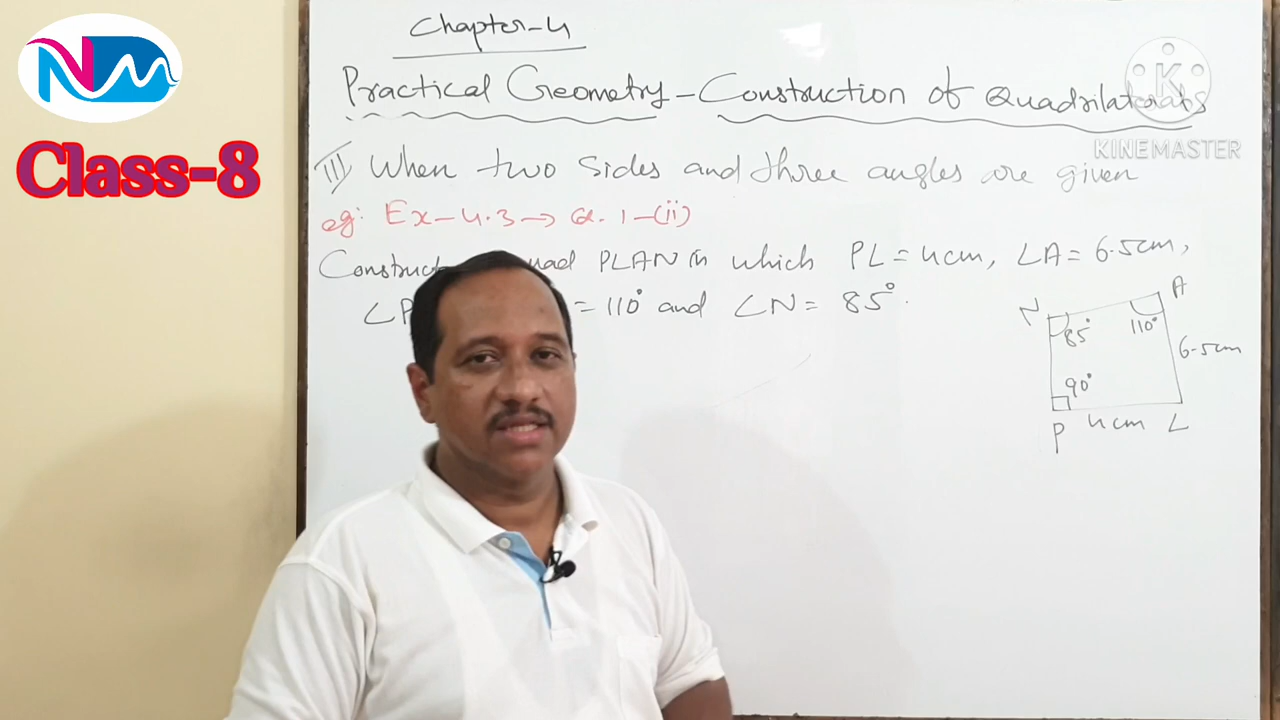 NM
Class-8
KINEMASTER
Chapter-4
Practical Geometry - Construction of Quadrilaterals
III) When two sides and three angles are given
eg: Ex-4.3 → Q.1-(ii)
Construct PLAN in which PL = 4cm, LA = 6.5cm,
∠P = 110° and ∠N = 85°.
N A
85° 110°
6.5cm
90°
P 4cm L